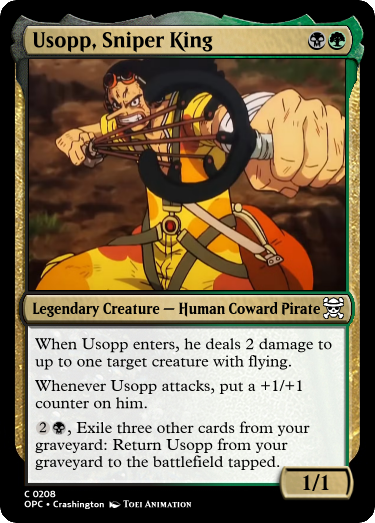 Usopp, Sniper King
Legendary Creature — Human Coward Pirate
When Usopp enters, he deals 2 damage to
up to one target creature with flying.
Whenever Usopp attacks, put a +1/+1
counter on him.
2, Exile three other cards from your
graveyard: Return Usopp from your
graveyard to the battlefield tapped.
1/1
C 0208
OPC • Crashington TOEI ANIMATION